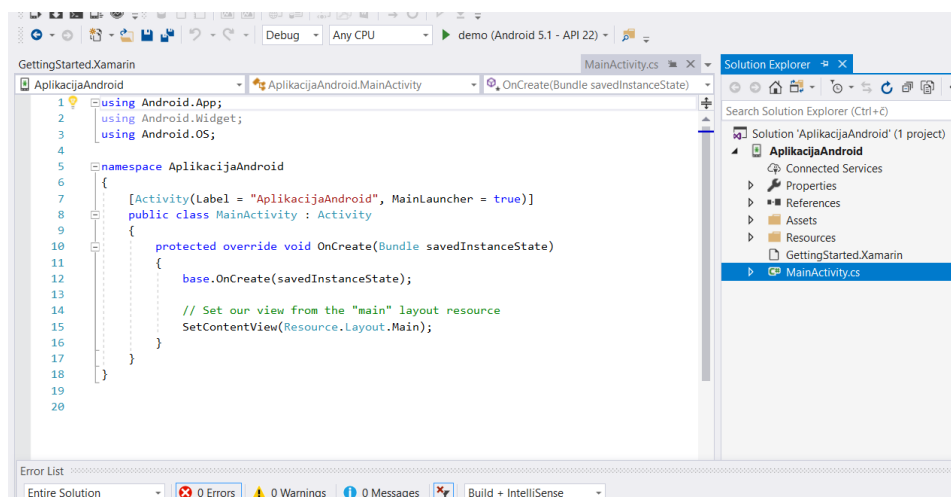 Debug Any CPU demo (Android 5.1 - API 22)
GettingStarted.Xamarin MainActivity.cs
AplikacijaAndroid AplikacijaAndroid.MainActivity OnCreate(Bundle savedInstanceState)
1 using Android.App;
2 using Android.Widget;
3 using Android.OS;
4
5 namespace AplikacijaAndroid
6 {
7 [Activity(Label = "AplikacijaAndroid", MainLauncher = true)]
8 public class MainActivity : Activity
9 {
10 protected override void OnCreate(Bundle savedInstanceState)
11 {
12 base.OnCreate(savedInstanceState);
13
14 // Set our view from the "main" layout resource
15 SetContentView(Resource.Layout.Main);
16 }
17 }
18 }
19
20
Solution Explorer
Search Solution Explorer (Ctrl+č)
Solution 'AplikacijaAndroid' (1 project)
AplikacijaAndroid
Connected Services
Properties
References
Assets
Resources
GettingStarted.Xamarin
MainActivity.cs
Error List
Entire Solution 0 Errors 0 Warnings 0 Messages Build + IntelliSense